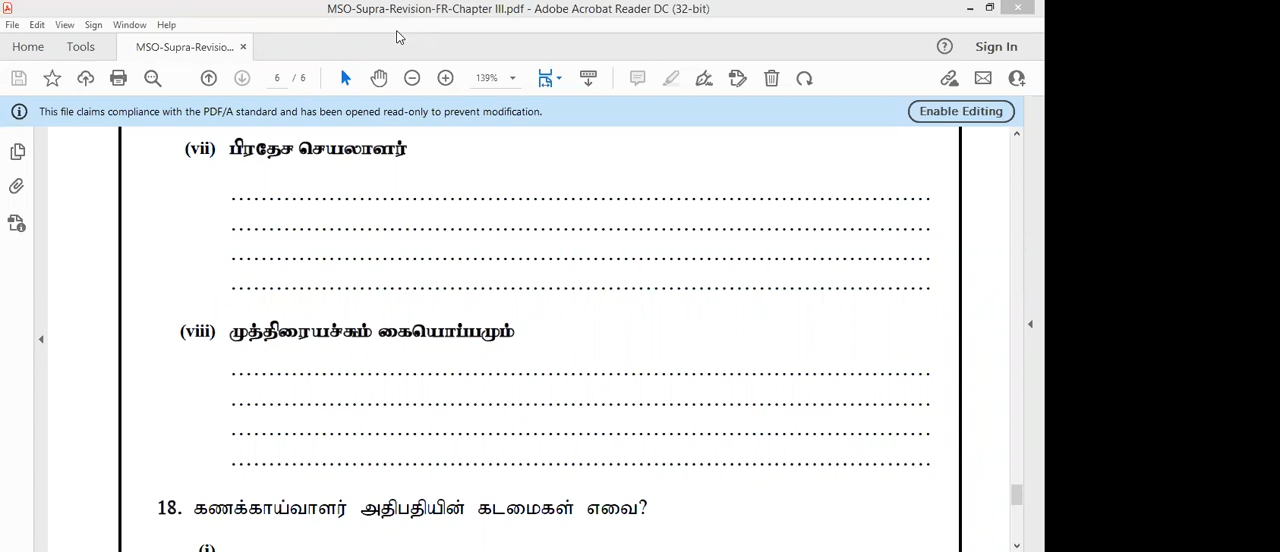 MSO-Supra-Revision-FR-Chapter III.pdf - Adobe Acrobat Reader DC (32-bit)
File Edit View Sign Window Help
Home Tools MSO-Supra-Revisio... × Sign In
6 / 6 139%
This file claims compliance with the PDF/A standard and has been opened read-only to prevent modification. Enable Editing
(vii) பிரதேச செயலாளர்
................................................................................
................................................................................
................................................................................
................................................................................
(viii) முத்திரையச்சும் கையொப்பமும்
................................................................................
................................................................................
................................................................................
................................................................................
18. கணக்காய்வாளர் அதிபதியின் கடமைகள் எவை?
(i)